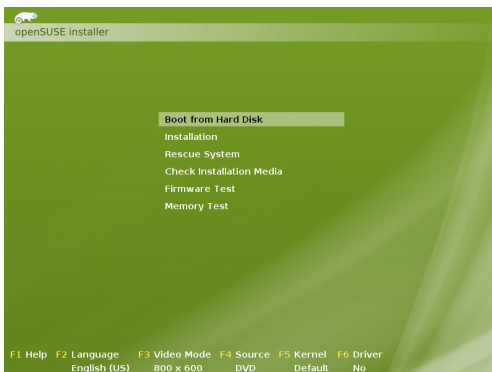 openSUSE installer
Boot from Hard Disk
Installation
Rescue System
Check Installation Media
Firmware Test
Memory Test
F1 Help F2 Language F3 Video Mode F4 Source F5 Kernel F6 Driver
English (US) 800 x 600 DVD Default No